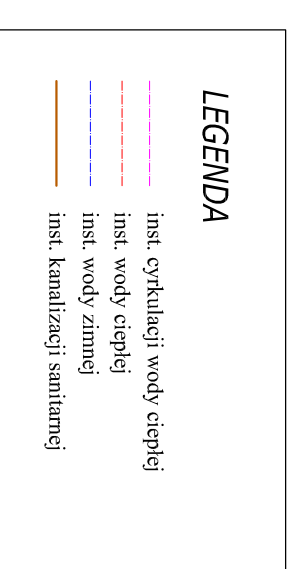 LEGENDA
inst. cyrkulacji wody ciepłej
inst. wody ciepłej
inst. wody zimnej
inst. kanalizacji sanitarnej